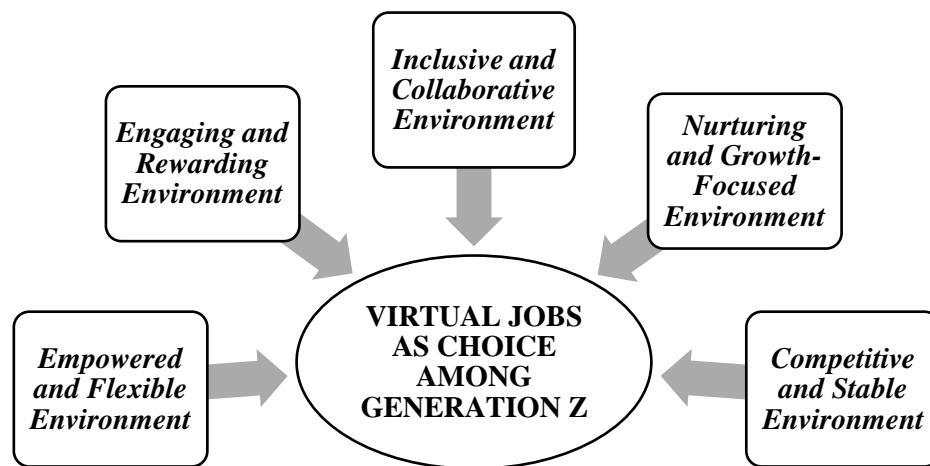 Inclusive and
Collaborative
Environment
Engaging and
Rewarding
Environment
Nurturing
and Growth-
Focused
Environment
Empowered
and Flexible
Environment
VIRTUAL JOBS
AS CHOICE
AMONG
GENERATION Z
Competitive
and Stable
Environment